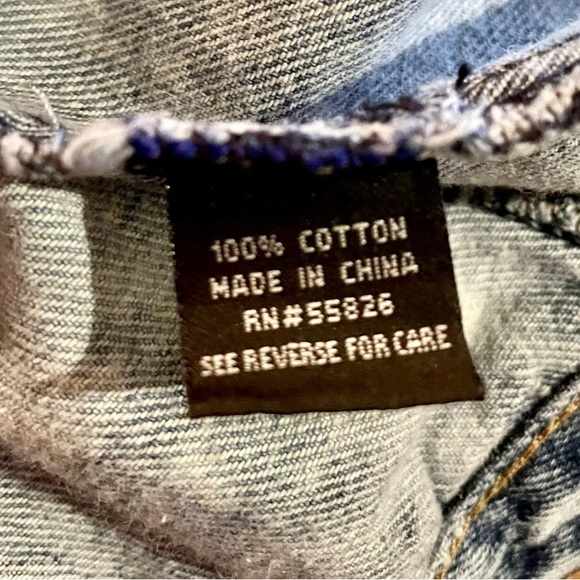 100% COTTON
MADE IN CHINA
RN#55826
SEE REVERSE FOR CARE